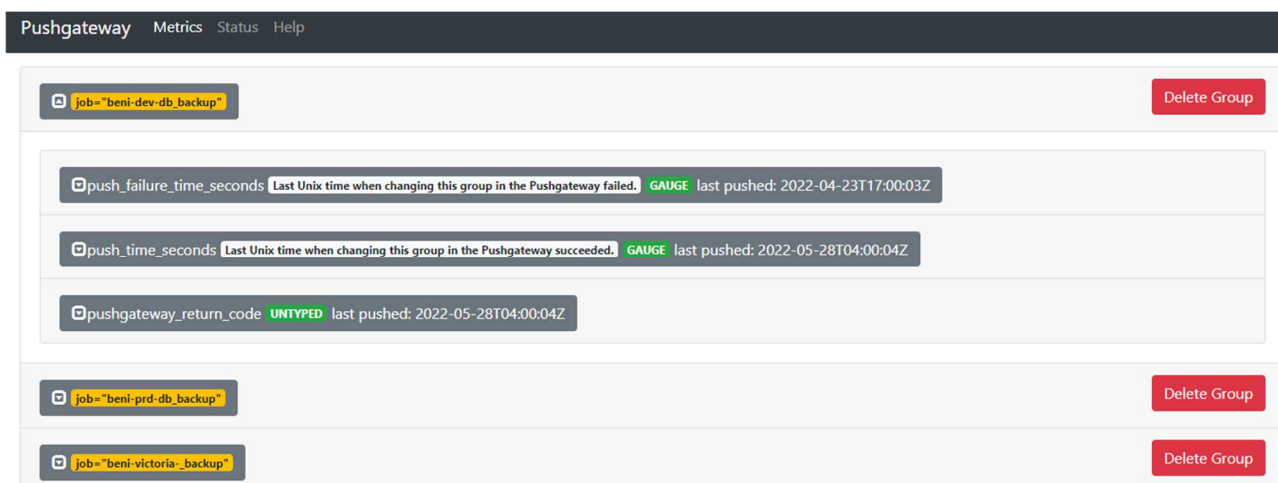 Pushgateway Metrics Status Help
job="beni-dev-db_backup" Delete Group
push_failure_time_seconds Last Unix time when changing this group in the Pushgateway failed. GAUGE last pushed: 2022-04-23T17:00:03Z
push_time_seconds Last Unix time when changing this group in the Pushgateway succeeded. GAUGE last pushed: 2022-05-28T04:00:04Z
pushgateway_return_code UNTYPED last pushed: 2022-05-28T04:00:04Z
job="beni-prd-db_backup" Delete Group
job="beni-victoria-_backup" Delete Group